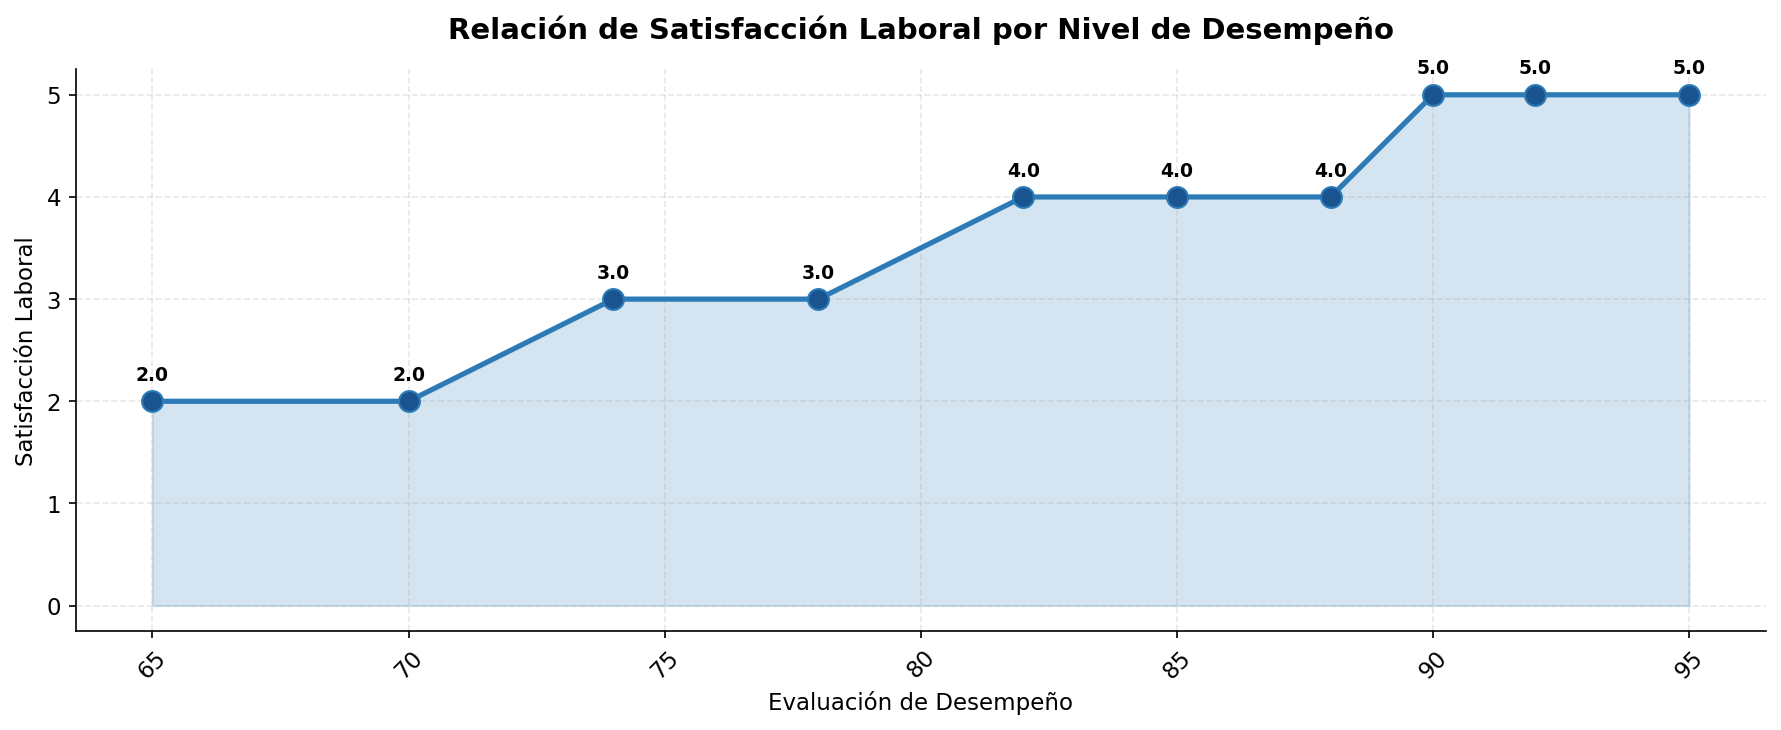 Relación de Satisfacción Laboral por Nivel de Desempeño
5.0 5.0 5.0
4.0 4.0 4.0
3.0 3.0
2.0 2.0
5
4
3
2
1
0
Satisfacción Laboral
65 70 75 80 85 90 95
Evaluación de Desempeño